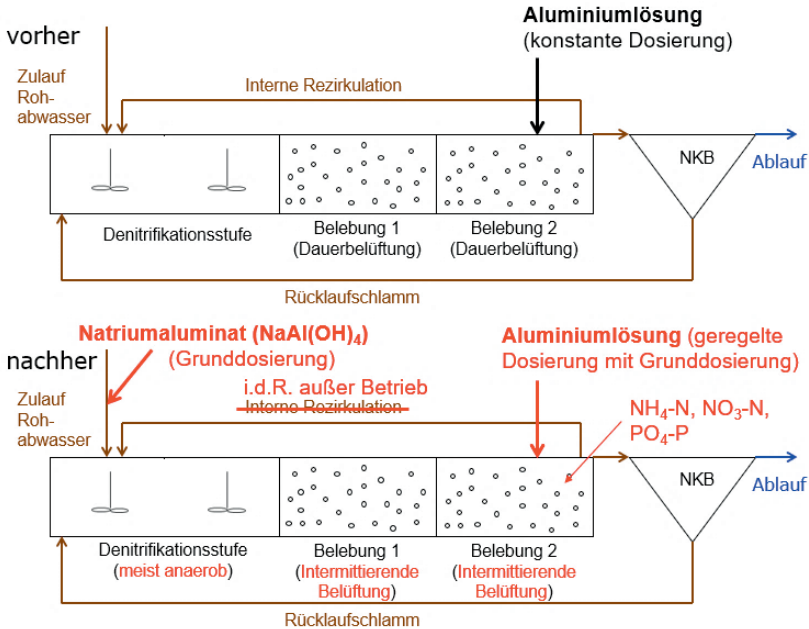 vorher
Aluminiumlösung
(konstante Dosierung)
Zulauf
Roh-
abwasser
Interne Rezirkulation
NKB
Ablauf
Denitrifikationsstufe
Belebung 1
(Dauerbelüftung)
Belebung 2
(Dauerbelüftung)
Rücklaufschlamm
nachher
Natriumaluminat (NaAl(OH)₄)
(Grunddosierung)
Aluminiumlösung (geregelte
Dosierung mit Grunddosierung)
i.d.R. außer Betrieb
Interne Rezirkulation
Zulauf
Roh-
abwasser
NH₄-N, NO₃-N,
PO₄-P
NKB
Ablauf
Denitrifikationsstufe
(meist anaerob)
Belebung 1
(Intermittierende
Belüftung)
Belebung 2
(Intermittierende
Belüftung)
Rücklaufschlamm